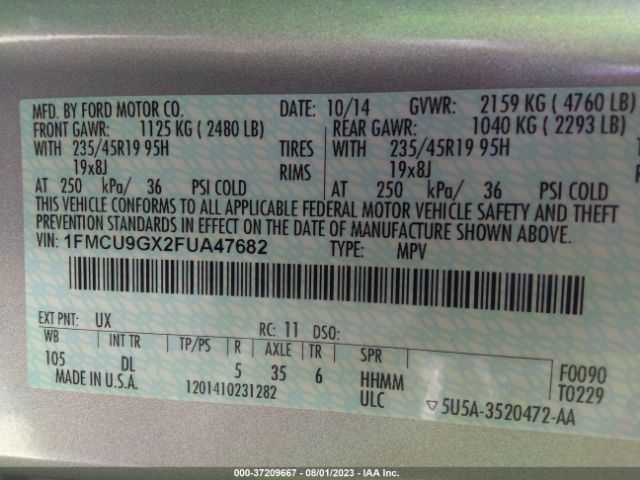 MFD. BY FORD MOTOR CO. DATE: 10/14 GVWR: 2159 KG ( 4760 LB)
FRONT GAWR: 1125 KG ( 2480 LB) REAR GAWR: 1040 KG ( 2293 LB)
WITH 235/45R19 95H TIRES WITH 235/45R19 95H
19x8J RIMS 19x8J
AT 250 kPa/ 36 PSI COLD AT 250 kPa/ 36 PSI COLD
THIS VEHICLE CONFORMS TO ALL APPLICABLE FEDERAL MOTOR VEHICLE SAFETY AND THEFT
PREVENTION STANDARDS IN EFFECT ON THE DATE OF MANUFACTURE SHOWN ABOVE.
VIN: 1FMCU9GX2FUA47682 TYPE: MPV
EXT PNT: UX RC: 11 DSO:
WB INT TR TP/PS R AXLE TR SPR
105 DL 5 35 6 HHMM F0090
MADE IN U.S.A. 1201410231282 ULC T0229
▽5U5A-3520472-AA
000-37209667 - 08/01/2023 - IAA Inc.